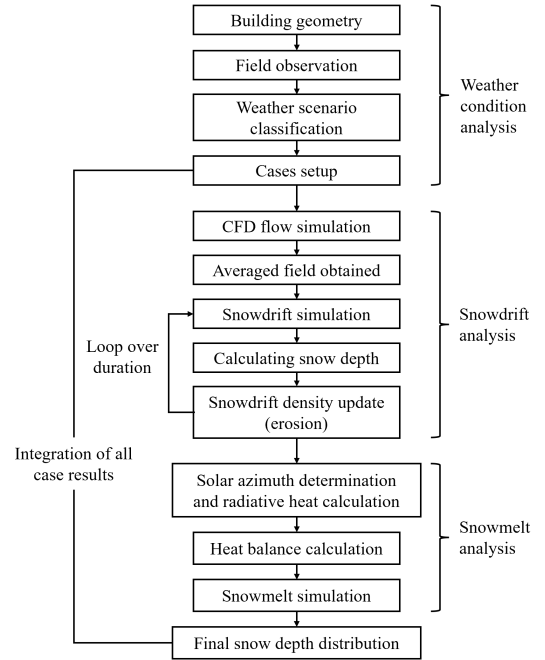 Building geometry
Field observation
Weather scenario
classification
Cases setup
Weather
condition
analysis
CFD flow simulation
Averaged field obtained
Snowdrift simulation
Calculating snow depth
Snowdrift density update
(erosion)
Loop over
duration
Snowdrift
analysis
Integration of all
case results
Solar azimuth determination
and radiative heat calculation
Heat balance calculation
Snowmelt simulation
Snowmelt
analysis
Final snow depth distribution